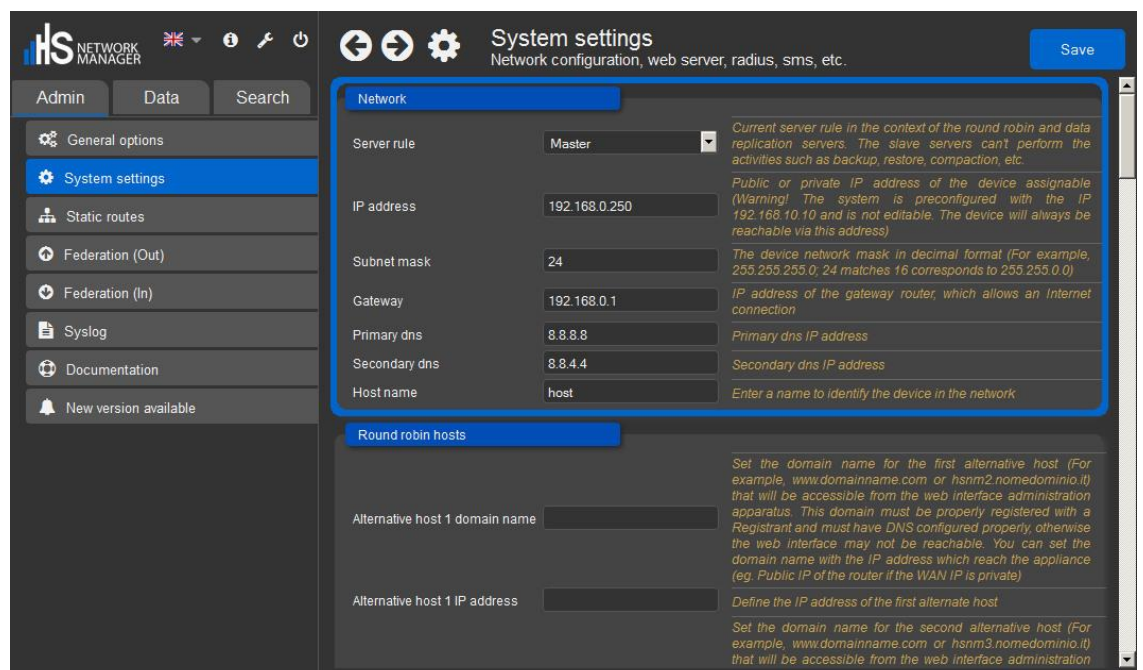 HS NETWORK
MANAGER
System settings
Network configuration, web server, radius, sms, etc.
Save
Admin
Data
Search
General options
System settings
Static routes
Federation (Out)
Federation (In)
Syslog
Documentation
New version available
Network
Server rule
Master
Current server rule in the context of the round robin and data
replication servers. The slave servers can't perform the
activities such as backup, restore, compaction, etc.
IP address
192.168.0.250
Public or private IP address of the device assignable
(Warning! The system is preconfigured with the IP
192.168.10.10 and is not editable. The device will always be
reachable via this address)
Subnet mask
24
The device network mask in decimal format (For example,
255.255.255.0; 24 matches 16 corresponds to 255.255.0.0)
Gateway
192.168.0.1
IP address of the gateway router, which allows an Internet
connection
Primary dns
8.8.8.8
Primary dns IP address
Secondary dns
8.8.4.4
Secondary dns IP address
Host name
host
Enter a name to identify the device in the network
Round robin hosts
Alternative host 1 domain name
Set the domain name for the first alternative host (For
example, www.domainname.com or hsnm2.nomedominio.it)
that will be accessible from the web interface administration
apparatus. This domain must be properly registered with a
Registrant and must have DNS configured properly, otherwise
the web interface may not be reachable. You can set the
domain name with the IP address which reach the appliance
(eg. Public IP of the router if the WAN IP is private)
Alternative host 1 IP address
Define the IP address of the first alternate host
Set the domain name for the second alternative host (For
example, www.domainname.com or hsnm3.nomedominio.it)
that will be accessible from the web interface administration